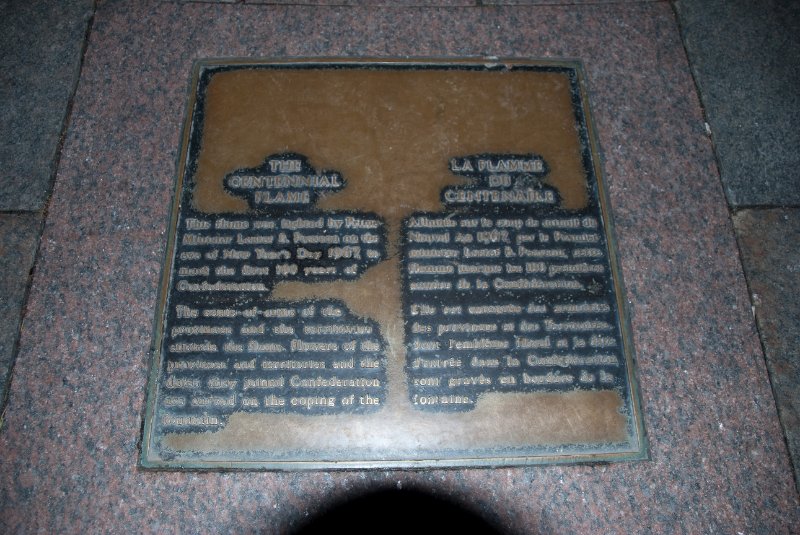 THE
CENTENNIAL
FLAME
This flame was lighted by Prime
Minister Lester B. Pearson on the
eve of New Year's Day 1967 to
mark the first 100 years of
Confederation.
The coats-of-arms of the
provinces and the territories
the floral flowers of the
provinces and territories and the
dates they joined Confederation
are carved on the coping of the
fountain.
LA FLAMME
DU
CENTENAIRE
Allumée sur le coup de minuit du
Nouvel An 1967 par le Premier
ministre Lester B. Pearson, cette
flamme marque les 100 premières
années de la Confédération.
Elle est entourée des
des provinces et des Territoires
dont l'emblème floral et la date
d'entrée dans la Confédération
sont gravés en bordure de la
fontaine.